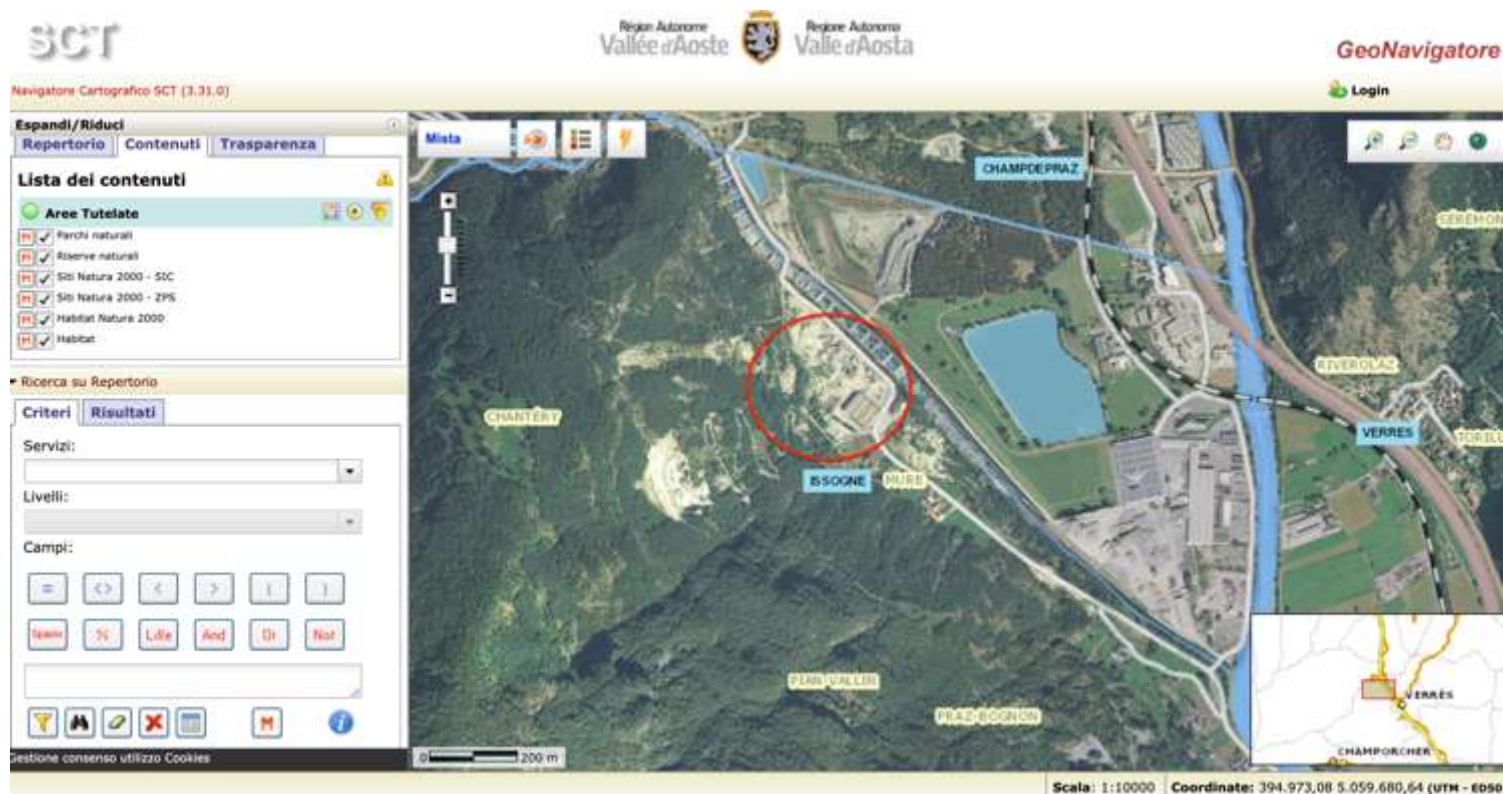 SCT
Région Autonome
Vallée d'Aoste
Regione Autonoma
Valle d'Aosta
GeoNavigatore
Navigatore Cartografico SCT (3.31.0)
Login
Espandi/Riduci
Repertorio Contenuti Trasparenza
Lista dei contenuti
Aree Tutelate
Parchi naturali
Riserve naturali
Siti Natura 2000 - SIC
Siti Natura 2000 - ZPS
Habitat Natura 2000
Habitat
Ricerca su Repertorio
Criteri Risultati
Servizi:
Livelli:
Campi:
= <> < > ( )
% Like And Or Not
M
Gestione consenso utilizzo Cookies
Mista
CHAMPDEPRAZ
RIVEROLAZ
CHANTÉRY
VERRES
ISSOGNE
MURE
PIAN-VALLIN
PRAZ-BOGNON
VERRÈS
CHAMPORCHER
0 200 m
Scala: 1:10000 Coordinate: 394.973,08 5.059.680,64 (UTM - ED50